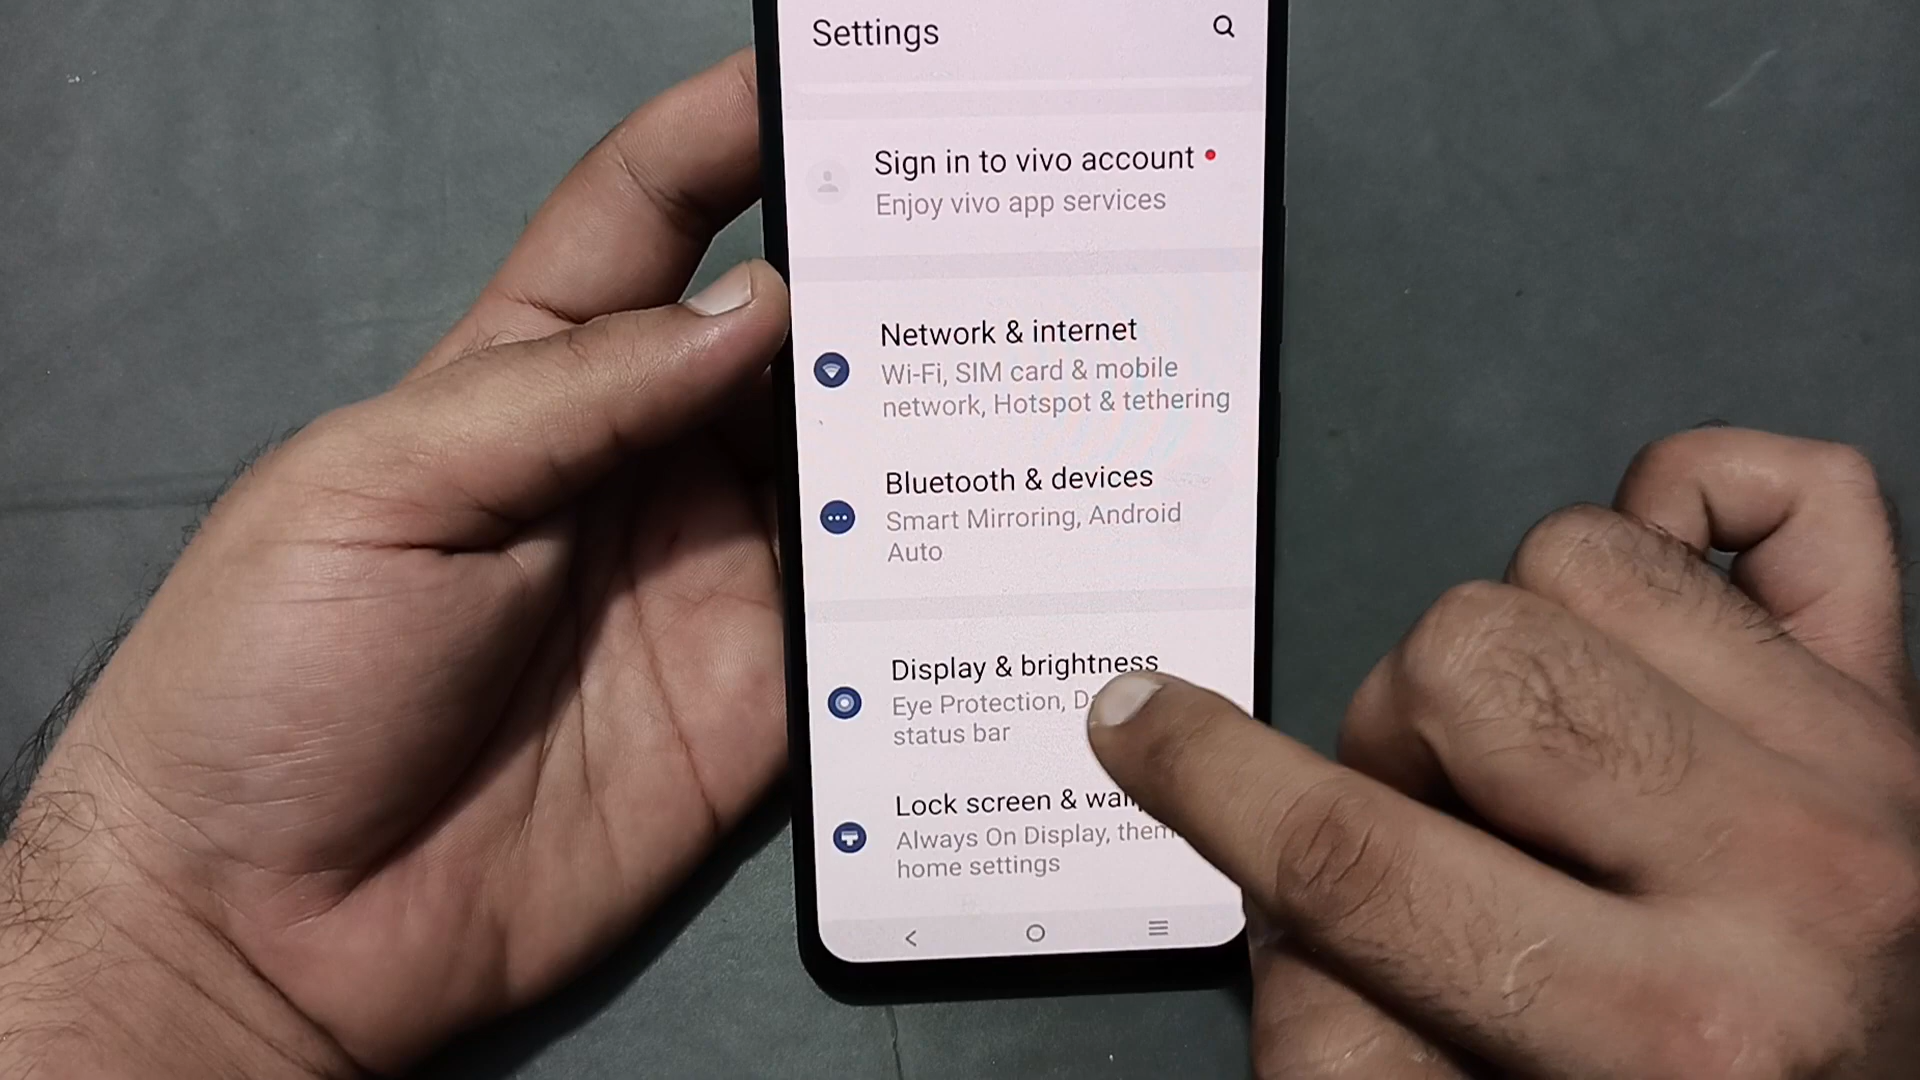 Settings
Sign in to vivo account
Enjoy vivo app services
Network & internet
Wi-Fi, SIM card & mobile
network, Hotspot & tethering
Bluetooth & devices
Smart Mirroring, Android
Auto
Display & brightness
Eye Protection,
status bar
Lock screen &
Always On Display,
home settings